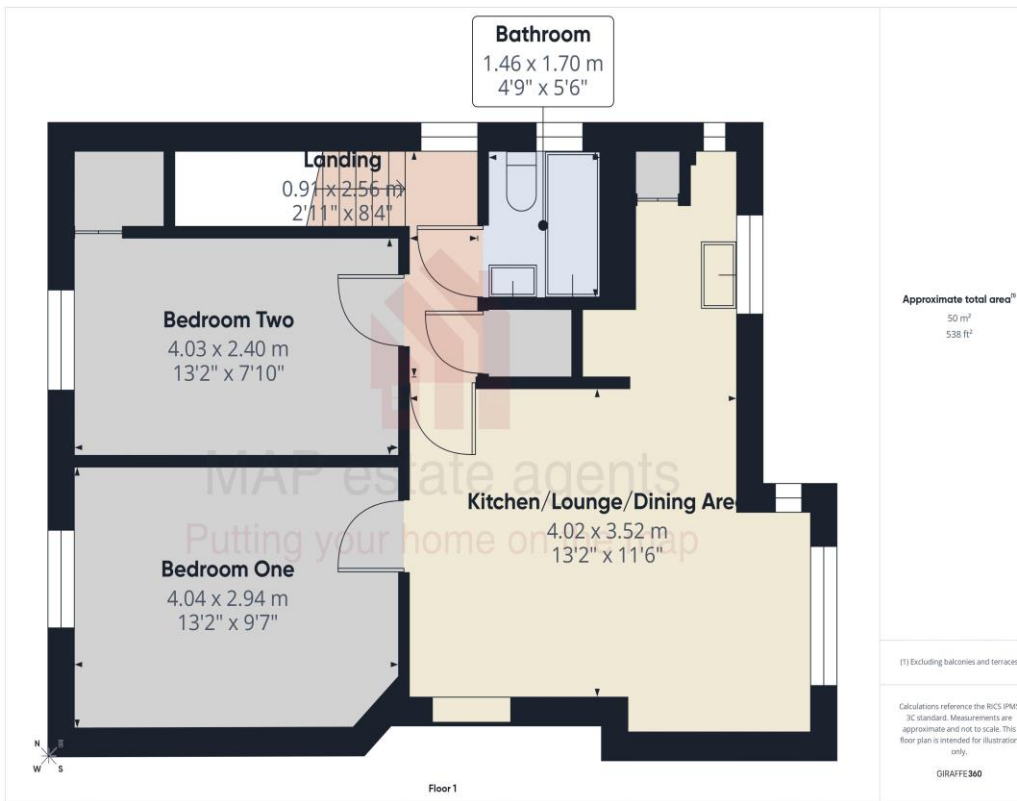 Bathroom
1.46 x 1.70 m
4'9" x 5'6"
Landing
0.91 x 2.56 m
2'11" x 8'4"
Bedroom Two
4.03 x 2.40 m
13'2" x 7'10"
MAP estate agents
Putting your home on the map
Kitchen/Lounge/Dining Are
4.02 x 3.52 m
13'2" x 11'6"
Bedroom One
4.04 x 2.94 m
13'2" x 9'7"
N
W S
Floor 1
Approximate total area(1)
50 m²
538 ft²
(1) Excluding balconies and terraces
Calculations reference the RICS IPMS
3C standard. Measurements are
approximate and not to scale. This
floor plan is intended for illustration
only.
GIRAFFE360